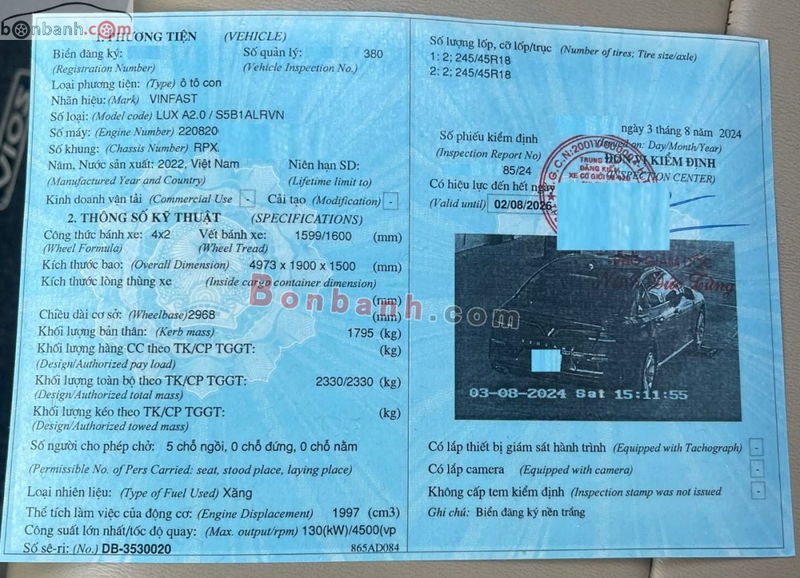 bonbanh.com
1. PHƯƠNG TIỆN (VEHICLE)
Biển đăng ký:
(Registration Number)
Số quản lý: 380
(Vehicle Inspection No.)
Loại phương tiện: (Type) ô tô con
Nhãn hiệu: (Mark) VINFAST
Số loại: (Model code) LUX A2.0 / S5B1ALRVN
Số máy: (Engine Number) 220820
Số khung: (Chassis Number) RPX
Năm, Nước sản xuất: 2022, Việt Nam
(Manufactured Year and Country)
Niên hạn SD:
(Lifetime limit to)
Kinh doanh vận tải (Commercial Use) - Cải tạo (Modification) -
2. THÔNG SỐ KỸ THUẬT (SPECIFICATIONS)
Công thức bánh xe: 4x2 Vết bánh xe: 1599/1600 (mm)
(Wheel Formula) (Wheel Tread)
Kích thước bao: (Overall Dimension) 4973 x 1900 x 1500 (mm)
Kích thước lòng thùng xe (Inside cargo container dimension)
(mm)
Chiều dài cơ sở: (Wheelbase) 2968 (mm)
Khối lượng bản thân: (Kerb mass) 1795 (kg)
Khối lượng hàng CC theo TK/CP TGGT: (kg)
(Design/Authorized pay load)
Khối lượng toàn bộ theo TK/CP TGGT: 2330/2330 (kg)
(Design/Authorized total mass)
Khối lượng kéo theo TK/CP TGGT: (kg)
(Design/Authorized towed mass)
Số người cho phép chở: 5 chỗ ngồi, 0 chỗ đứng, 0 chỗ nằm
(Permissible No. of Pers Carried: seat, stood place, laying place)
Loại nhiên liệu: (Type of Fuel Used) Xăng
Thể tích làm việc của động cơ: (Engine Displacement) 1997 (cm3)
Công suất lớn nhất/tốc độ quay: (Max. output/rpm) 130(kW)/4500(vp
Số sê-ri: (No.) DB-3530020 865AD084
Số lượng lốp, cỡ lốp/trục (Number of tires; Tire size/axle)
1: 2; 245/45R18
2: 2; 245/45R18
ngày 3 tháng 8 năm 2024
on: Day/Month/Year)
Số phiếu kiểm định
(Inspection Report No)
85/24
ĐƠN VỊ KIỂM ĐỊNH
(INSPECTION CENTER)
Có hiệu lực đến hết ngày
(Valid until) 02/08/2026
TRUNG
ĐĂNG KIỂM
XE CƠ GIỚI
Bonbanh.com
03-08-2024 Sat 15:11:55
Có lắp thiết bị giám sát hành trình (Equipped with Tachograph) -
Có lắp camera (Equipped with camera) -
Không cấp tem kiểm định (Inspection stamp was not issued -
Ghi chú: Biển đăng ký nền trắng